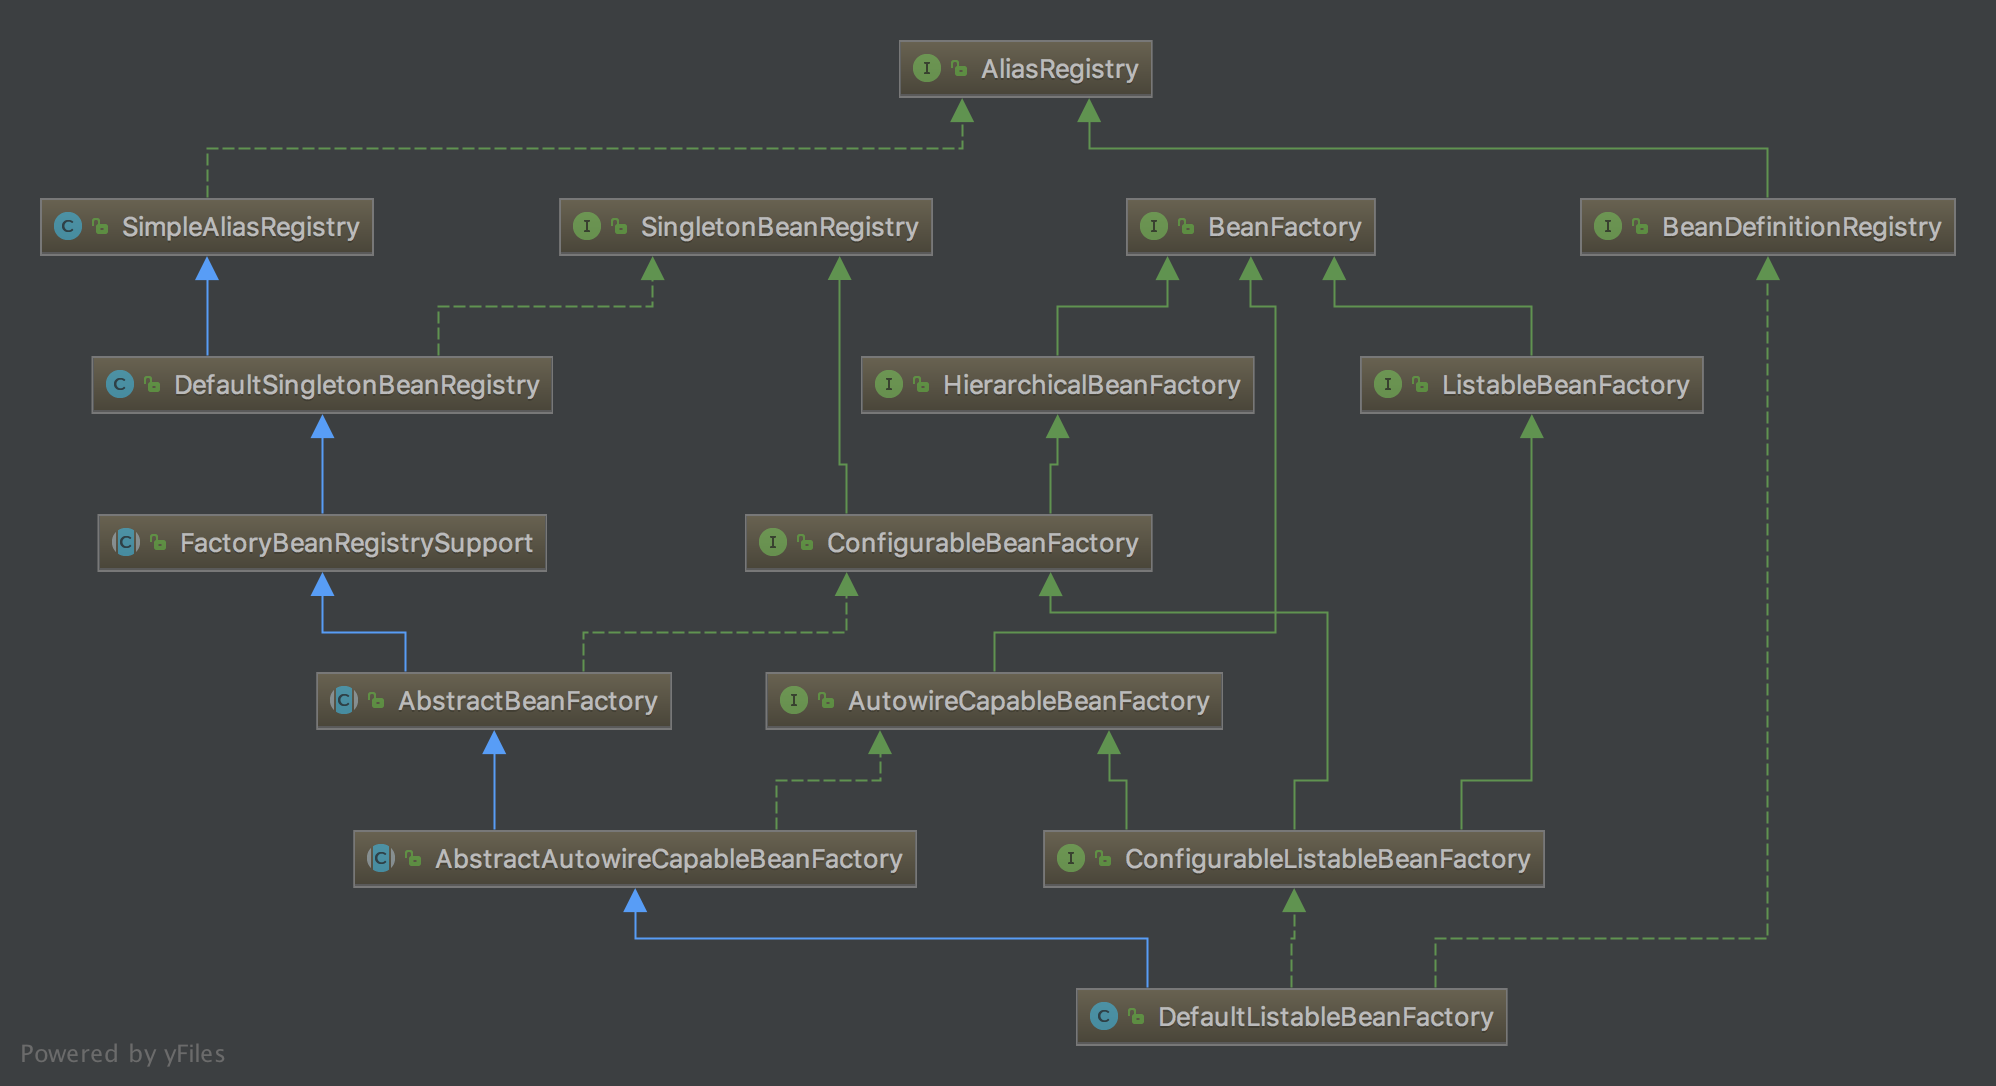 AliasRegistry
SimpleAliasRegistry
SingletonBeanRegistry
BeanFactory
BeanDefinitionRegistry
DefaultSingletonBeanRegistry
HierarchicalBeanFactory
ListableBeanFactory
FactoryBeanRegistrySupport
ConfigurableBeanFactory
AbstractBeanFactory
AutowireCapableBeanFactory
AbstractAutowireCapableBeanFactory
ConfigurableListableBeanFactory
DefaultListableBeanFactory
Powered by yFiles